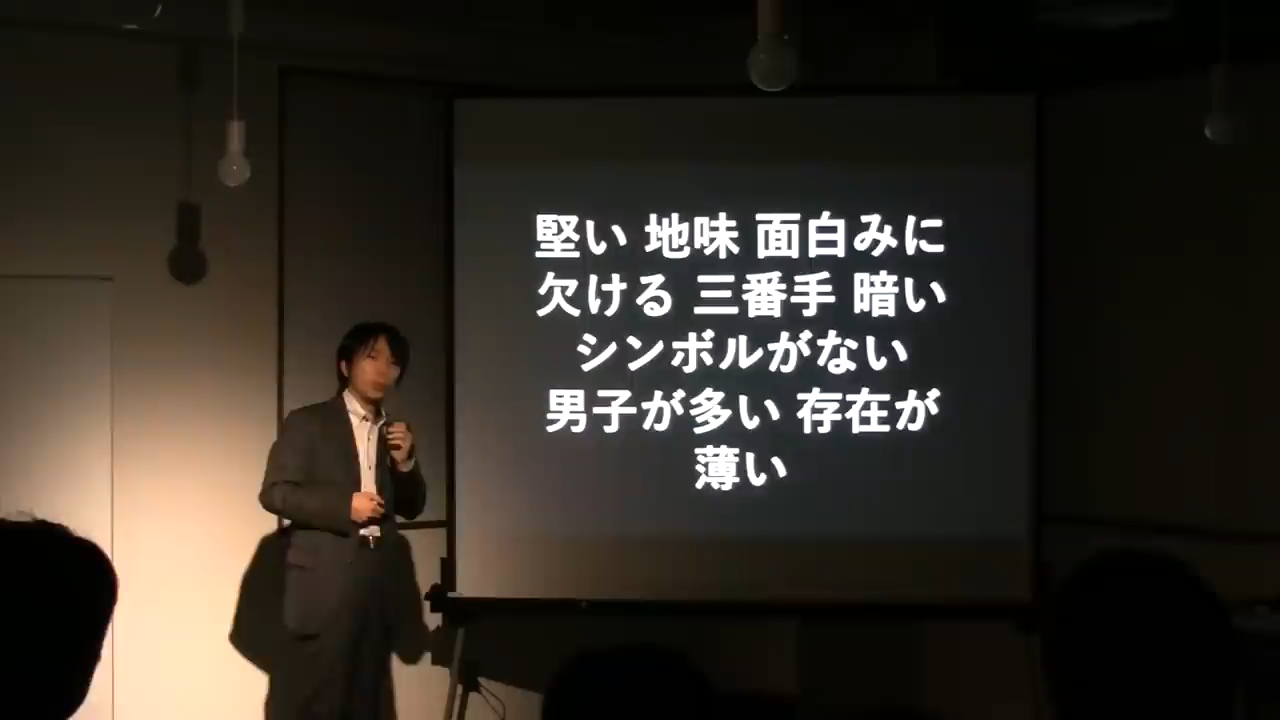 堅い 地味 面白みに
欠ける 三番手 暗い
シンボルがない
男子が多い 存在が
薄い